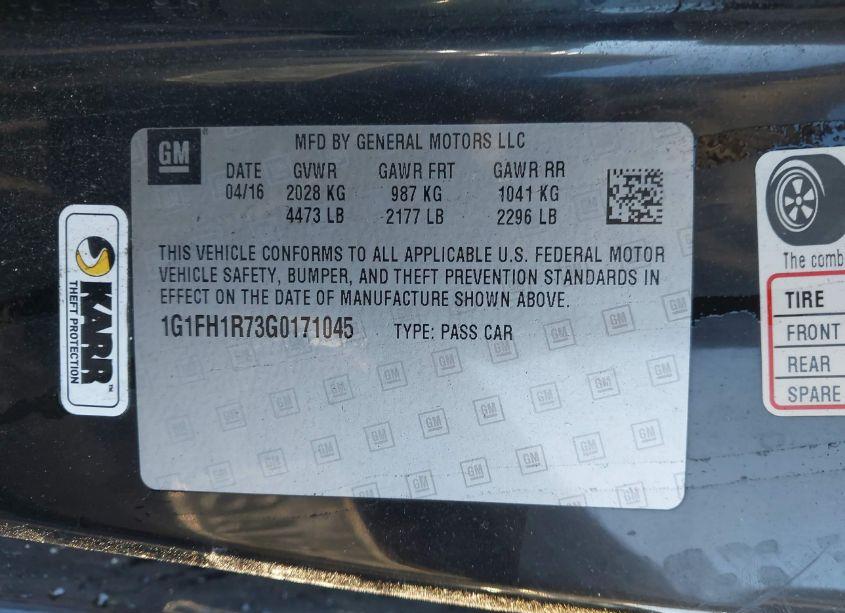 GM
MFD BY GENERAL MOTORS LLC
DATE GVWR GAWR FRT GAWR RR
04/16 2028 KG 987 KG 1041 KG
4473 LB 2177 LB 2296 LB
THIS VEHICLE CONFORMS TO ALL APPLICABLE U.S. FEDERAL MOTOR
VEHICLE SAFETY, BUMPER, AND THEFT PREVENTION STANDARDS IN
EFFECT ON THE DATE OF MANUFACTURE SHOWN ABOVE.
1G1FH1R73G0171045 TYPE: PASS CAR
KARR™
THEFT PROTECTION
The comb
TIRE
FRONT
REAR
SPARE